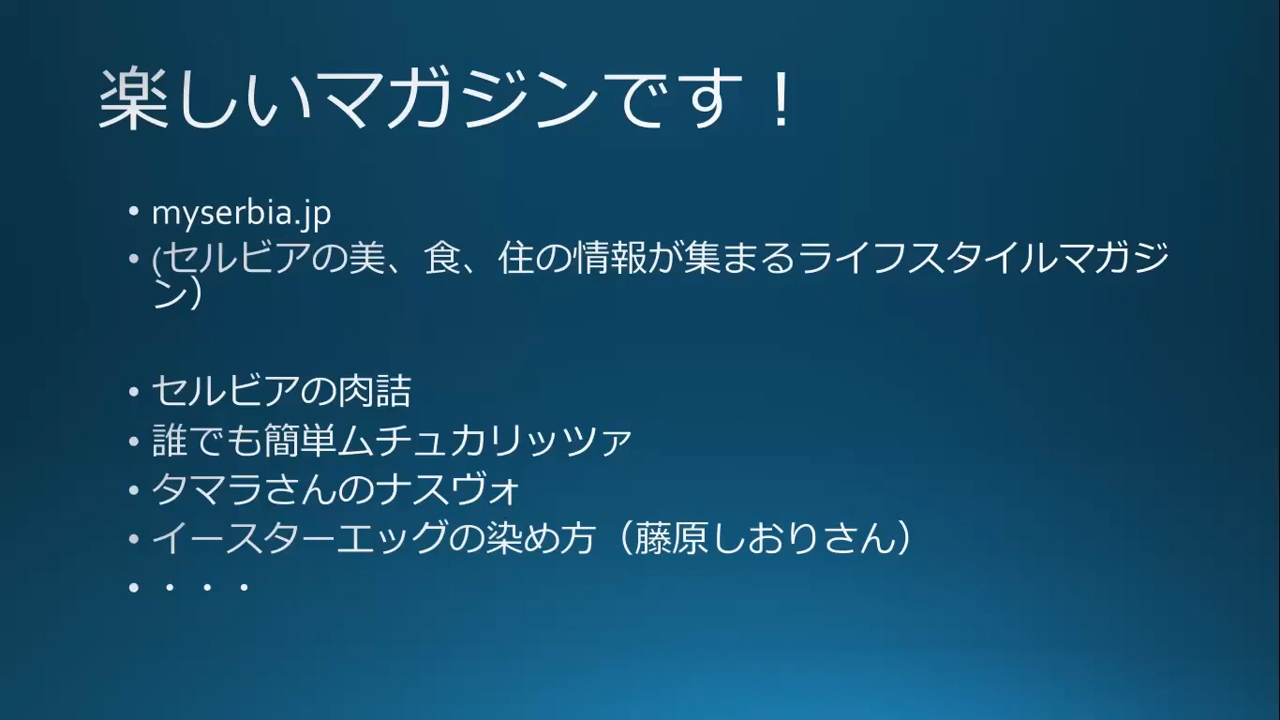 楽しいマガジンです！
• myserbia.jp
• (セルビアの美、食、住の情報が集まるライフスタイルマガジ
ン）
• セルビアの肉詰
• 誰でも簡単ムチュカリッツァ
• タマラさんのナスヴォ
• イースターエッグの染め方（藤原しおりさん）
• ・・・